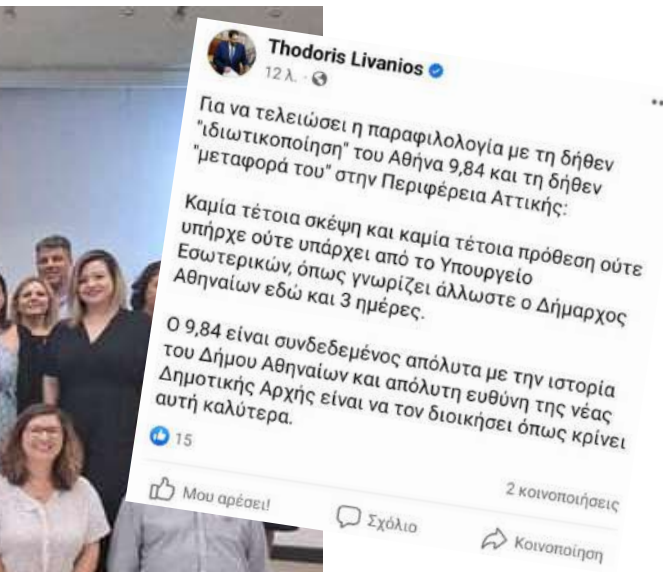 Thodoris Livanios
12 λ.
Για να τελειώσει η παραφιλολογία με τη δήθεν
"ιδιωτικοποίηση" του Αθήνα 9,84 και τη δήθεν
"μεταφορά του" στην Περιφέρεια Αττικής:
Καμία τέτοια σκέψη και καμία τέτοια πρόθεση ούτε
υπήρχε ούτε υπάρχει από το Υπουργείο
Εσωτερικών, όπως γνωρίζει άλλωστε ο Δήμαρχος
Αθηναίων εδώ και 3 ημέρες.
Ο 9,84 είναι συνδεδεμένος απόλυτα με την ιστορία
του Δήμου Αθηναίων και απόλυτη ευθύνη της νέας
Δημοτικής Αρχής είναι να τον διοικήσει όπως κρίνει
αυτή καλύτερα.
15
2 κοινοποιήσεις
Μου αρέσει!
Σχόλιο
Κοινοποίηση